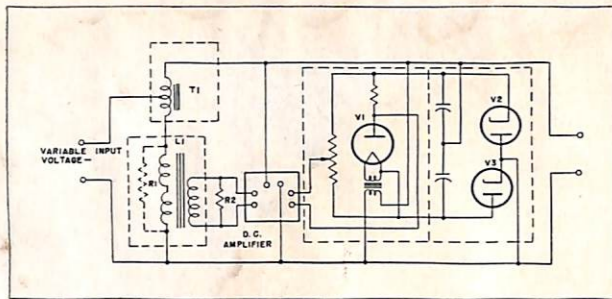 T1
V1
V2
VARIABLE INPUT
VOLTAGE—
L1
R1
R2
V3
D.C.
AMPLIFIER